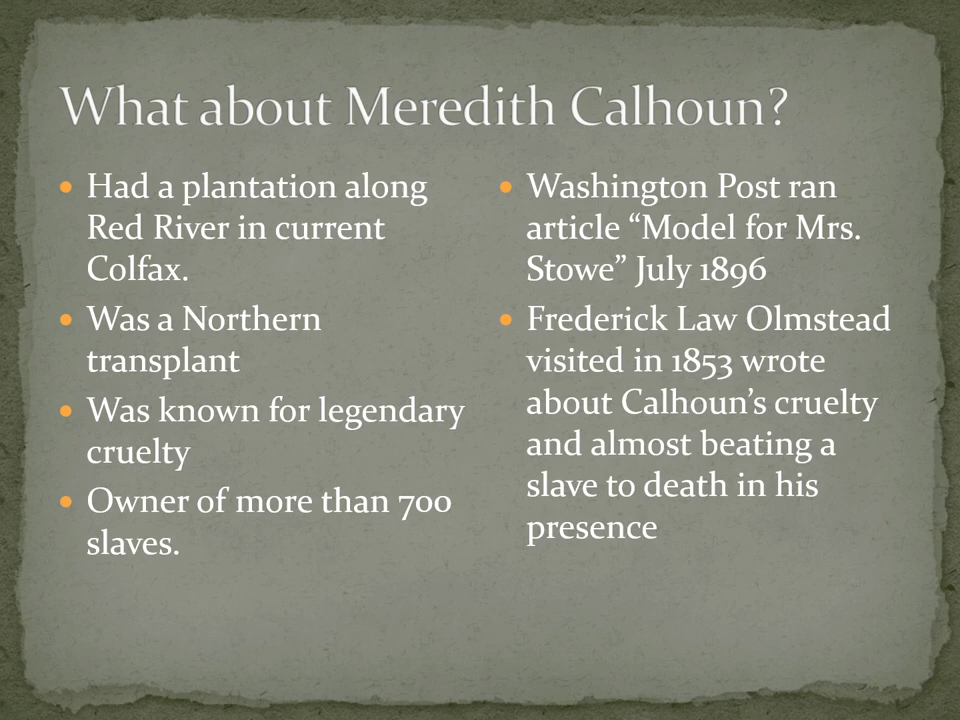 What about Meredith Calhoun?
• Had a plantation along
Red River in current
Colfax.
• Was a Northern
transplant
• Was known for legendary
cruelty
• Owner of more than 700
slaves.
• Washington Post ran
article “Model for Mrs.
Stowe” July 1896
• Frederick Law Olmstead
visited in 1853 wrote
about Calhoun’s cruelty
and almost beating a
slave to death in his
presence